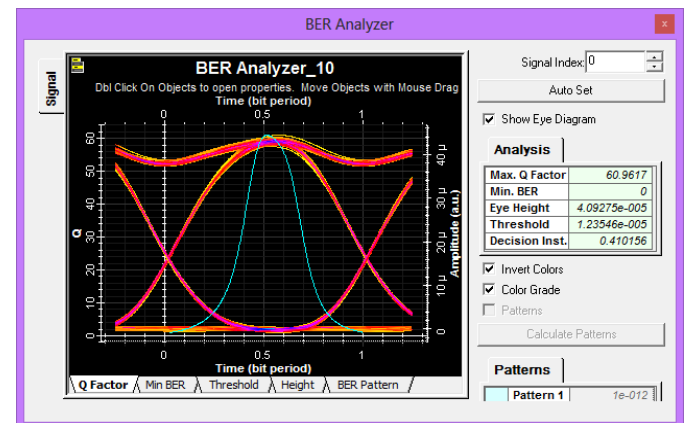 BER Analyzer
x
Signal
BER Analyzer_10
Dbl Click On Objects to open properties. Move Objects with Mouse Drag
Time (bit period)
0 0.5 1
Q
60
50
40
30
20
10
0
Amplitude (a.u.)
40 µ
30 µ
20 µ
10 µ
0
0 0.5 1
Time (bit period)
Q Factor Min BER Threshold Height BER Pattern
Signal Index: 0
Auto Set
Show Eye Diagram
Analysis
Max. Q Factor 60.9617
Min. BER 0
Eye Height 4.09275e-005
Threshold 1.23546e-005
Decision Inst. 0.410156
Invert Colors
Color Grade
Patterns
Calculate Patterns
Patterns
Pattern 1 1e-012